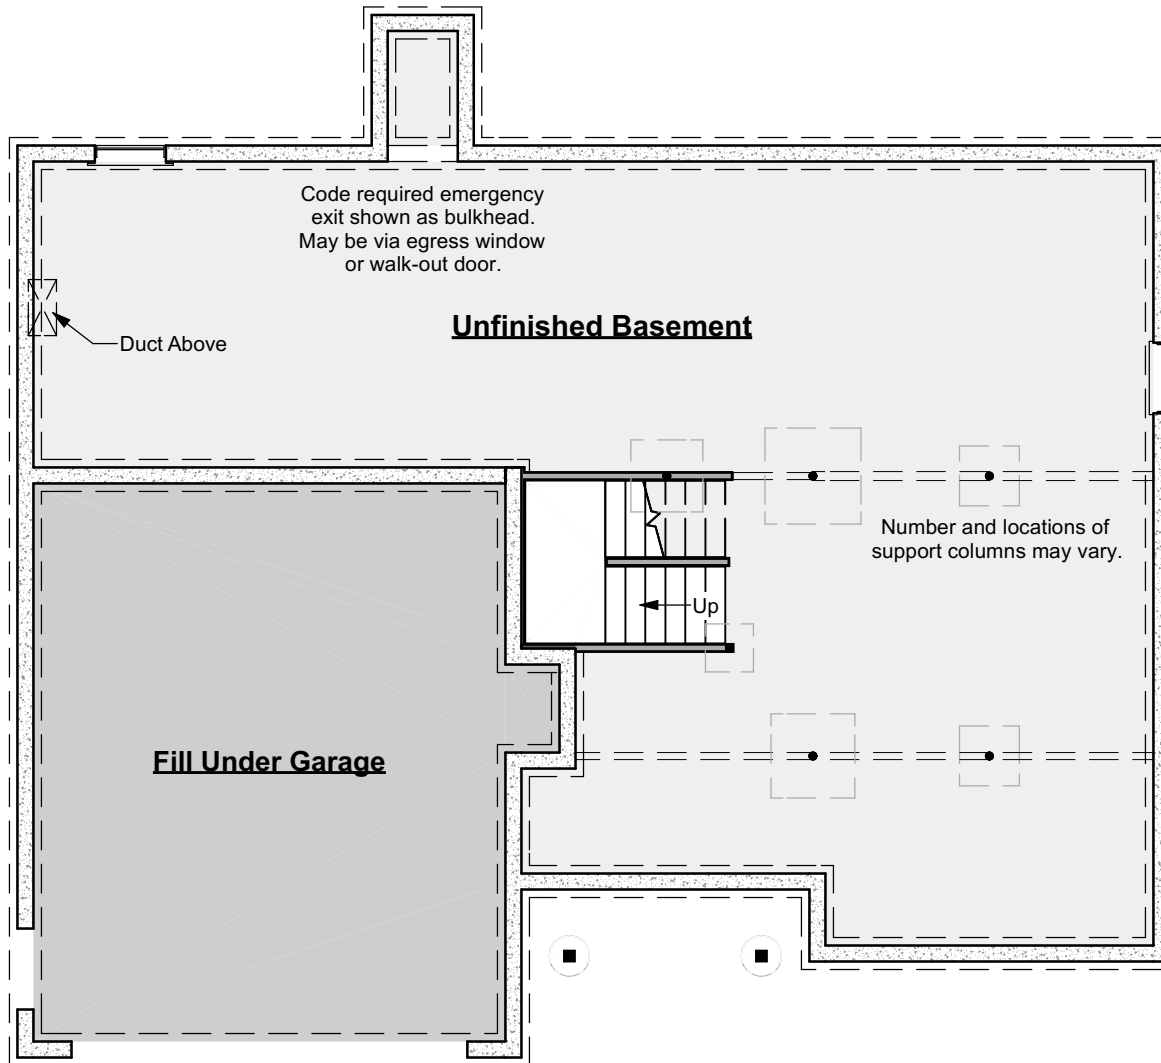 Code required emergency
exit shown as bulkhead.
May be via egress window
or walk-out door.
Unfinished Basement
Duct Above
Number and locations of
support columns may vary.
Up
Fill Under Garage